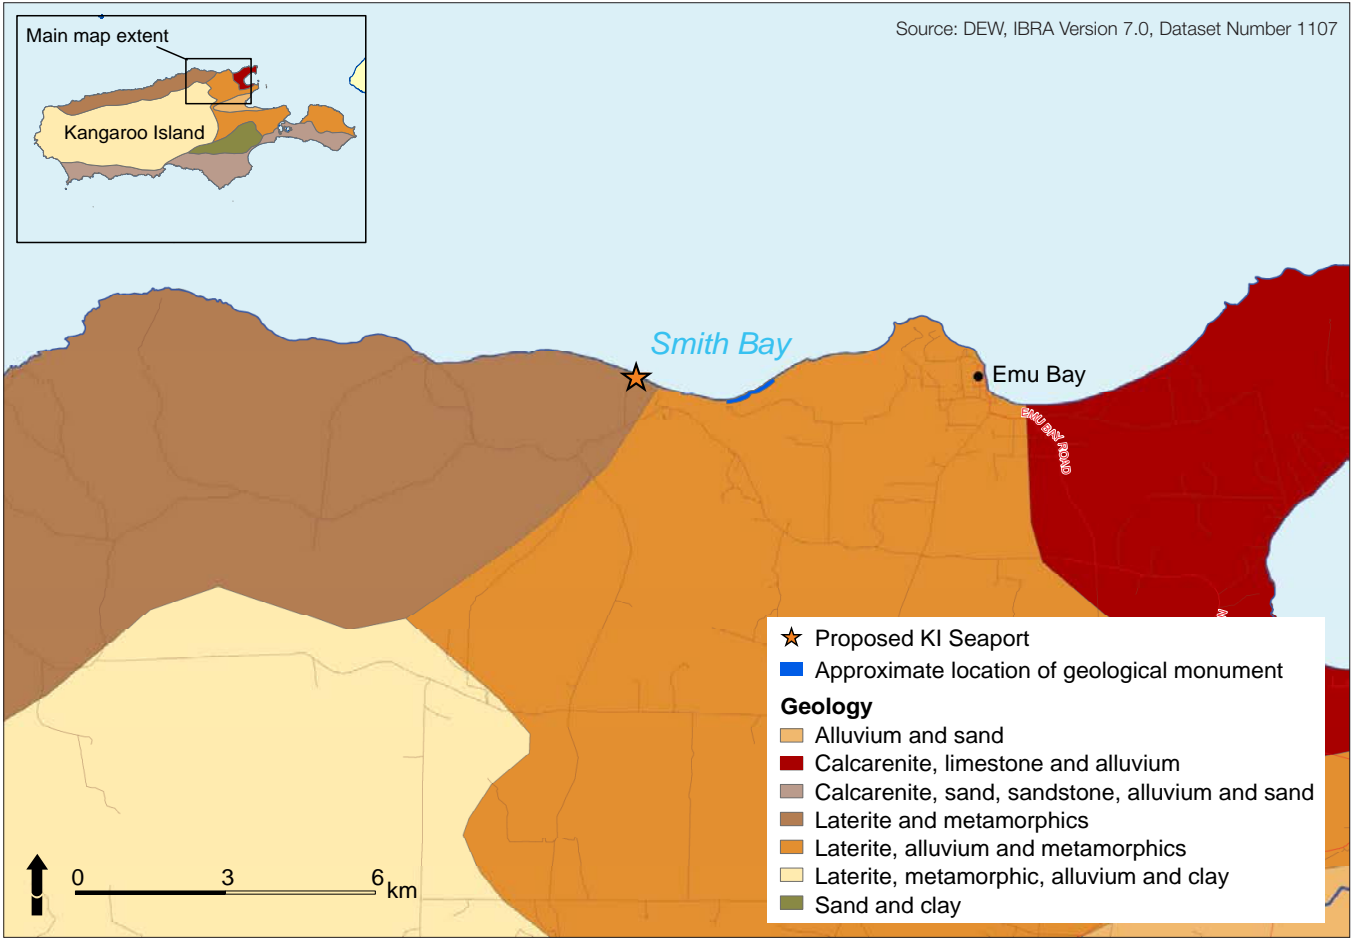 Source: DEW, IBRA Version 7.0, Dataset Number 1107
Main map extent
Kangaroo Island
Smith Bay
Emu Bay
EMU BAY ROAD
N
Proposed KI Seaport
Approximate location of geological monument
Geology
Alluvium and sand
Calcarenite, limestone and alluvium
Calcarenite, sand, sandstone, alluvium and sand
Laterite and metamorphics
Laterite, alluvium and metamorphics
Laterite, metamorphic, alluvium and clay
Sand and clay
0 3 6 km